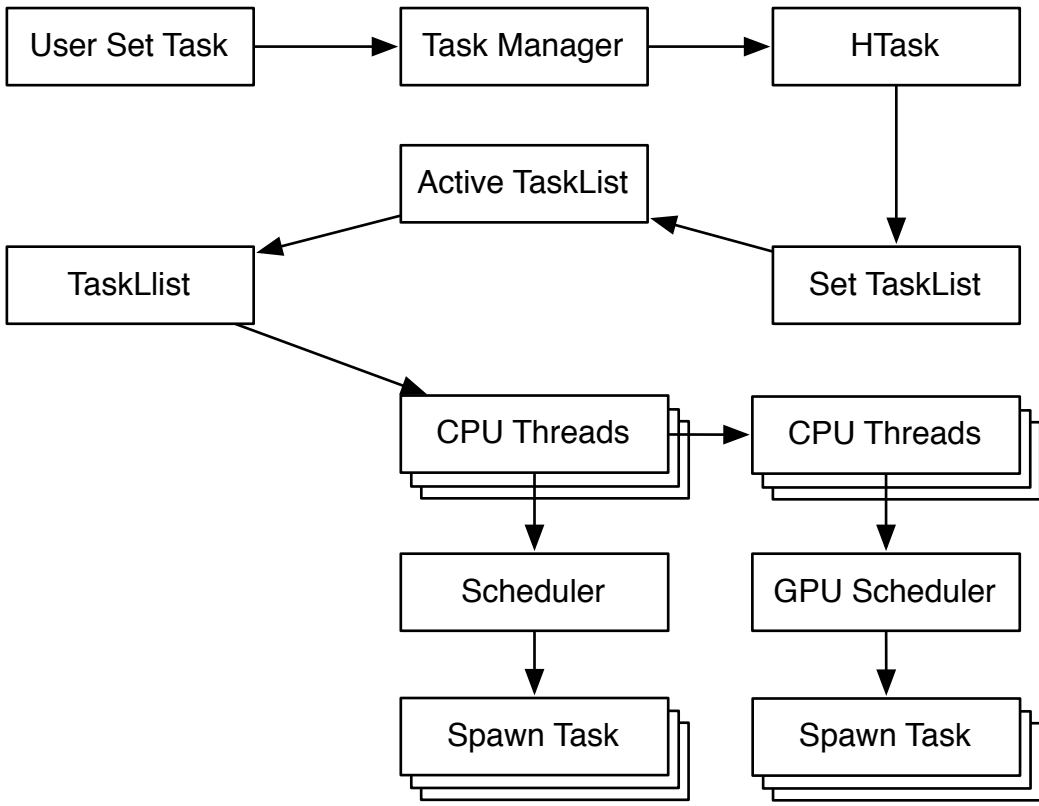 User Set Task
Task Manager
HTask
Active TaskList
TaskLlist
Set TaskList
CPU Threads
CPU Threads
Scheduler
GPU Scheduler
Spawn Task
Spawn Task